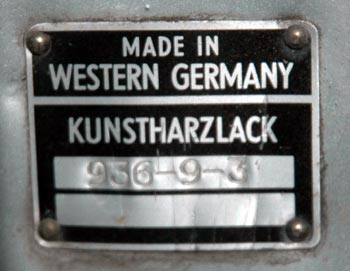 MADE IN
WESTERN GERMANY
KUNSTHARZLACK
936-9-3